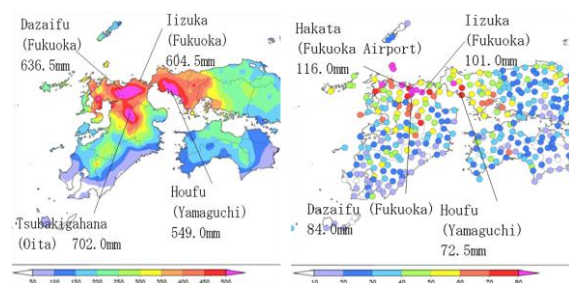 Dazaifu
(Fukuoka)
636.5mm
Iizuka
(Fukuoka)
604.5mm
Tsubakigahana
(Oita)
702.0mm
Houfu
(Yamaguchi)
549.0mm
50 100 150 200 250 300 350 400 450 500
Hakata
(Fukuoka Airport)
116.0mm
Iizuka
(Fukuoka)
101.0mm
Dazaifu (Fukuoka)
84.0mm
Houfu
(Yamaguchi)
72.5mm
10 20 30 40 50 60 70 80